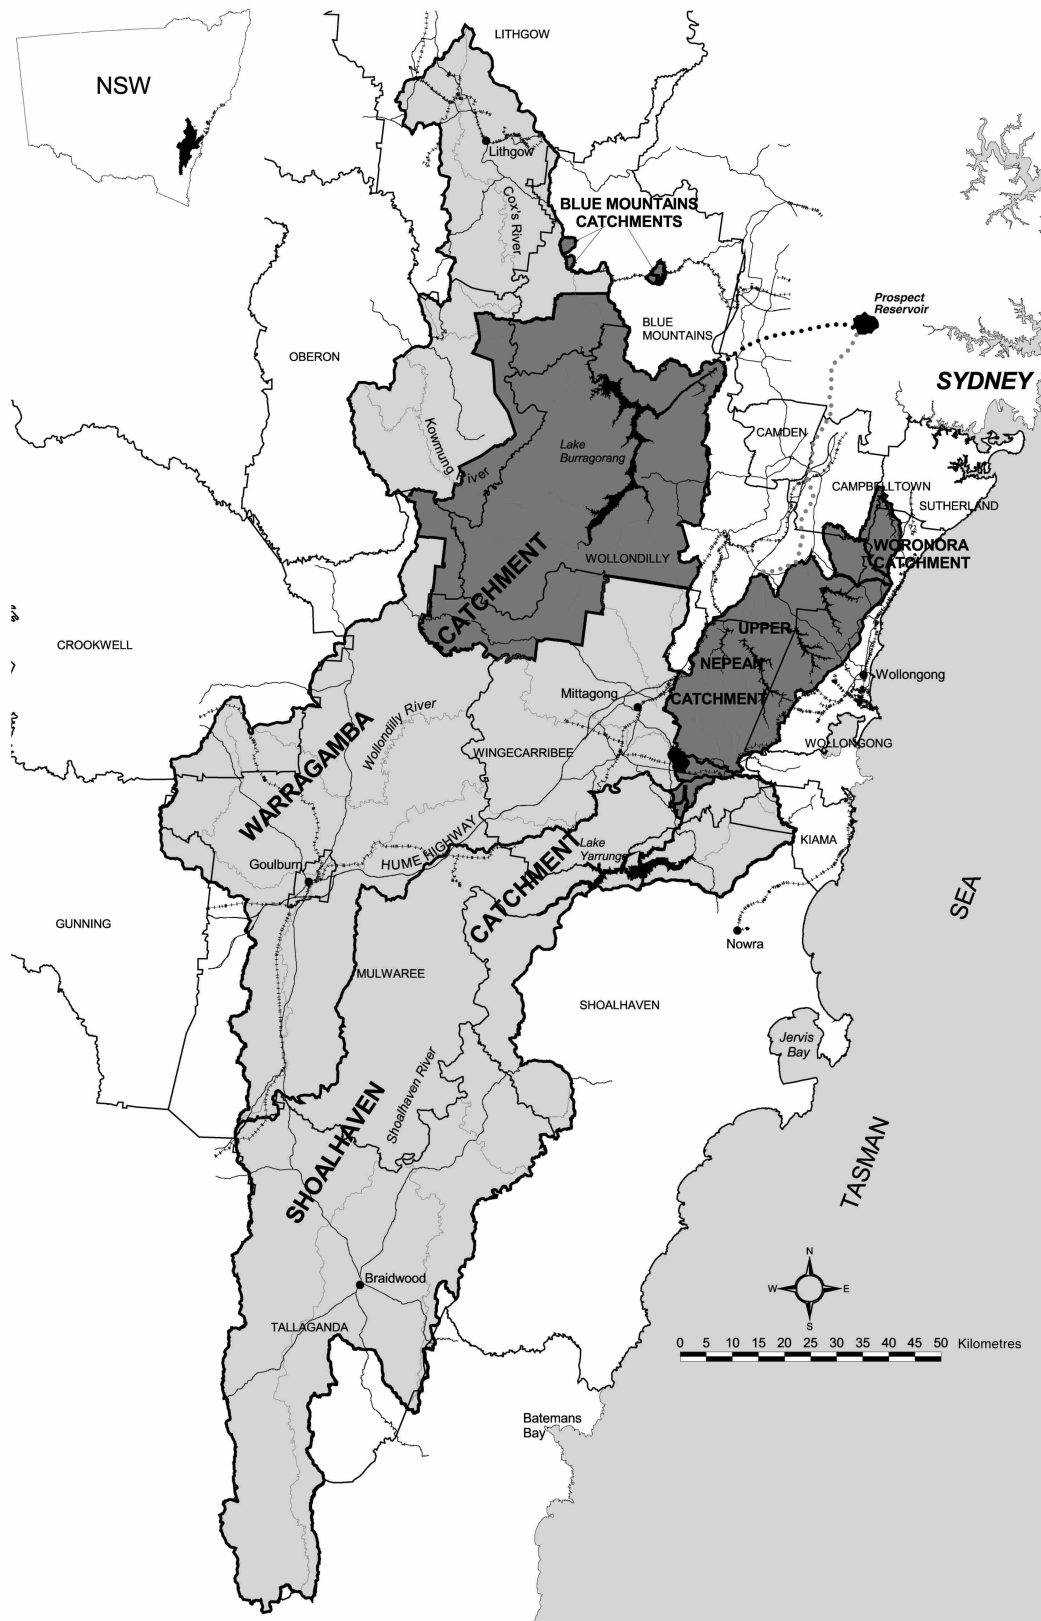 LITHGOW
NSW
Lithgow
BLUE MOUNTAINS
CATCHMENTS
Cox's River
Prospect
Reservoir
BLUE
MOUNTAINS
OBERON
SYDNEY
Kowmung
River
CAMDEN
Lake
Burragorang
CAMPBELLTOWN
SUTHERLAND
WORONORA
CATCHMENT
WOLLONDILLY
CATCHMENT
UPPER
NEPEAN
CATCHMENT
CROOKWELL
Wollongong
Mittagong
Wollondilly River
WARRAGAMBA
WINGECARRIBEE
WOLLONGONG
HUME HIGHWAY
Lake
Yarrunga
KIAMA
Goulburn
CATCHMENT
SEA
GUNNING
Nowra
MULWAREE
SHOALHAVEN
Jervis
Bay
Shoalhaven River
SHOALHAVEN
TASMAN
N
W
E
S
Braidwood
TALLAGANDA
0 5 10 15 20 25 30 35 40 45 50 Kilometres
Batemans
Bay